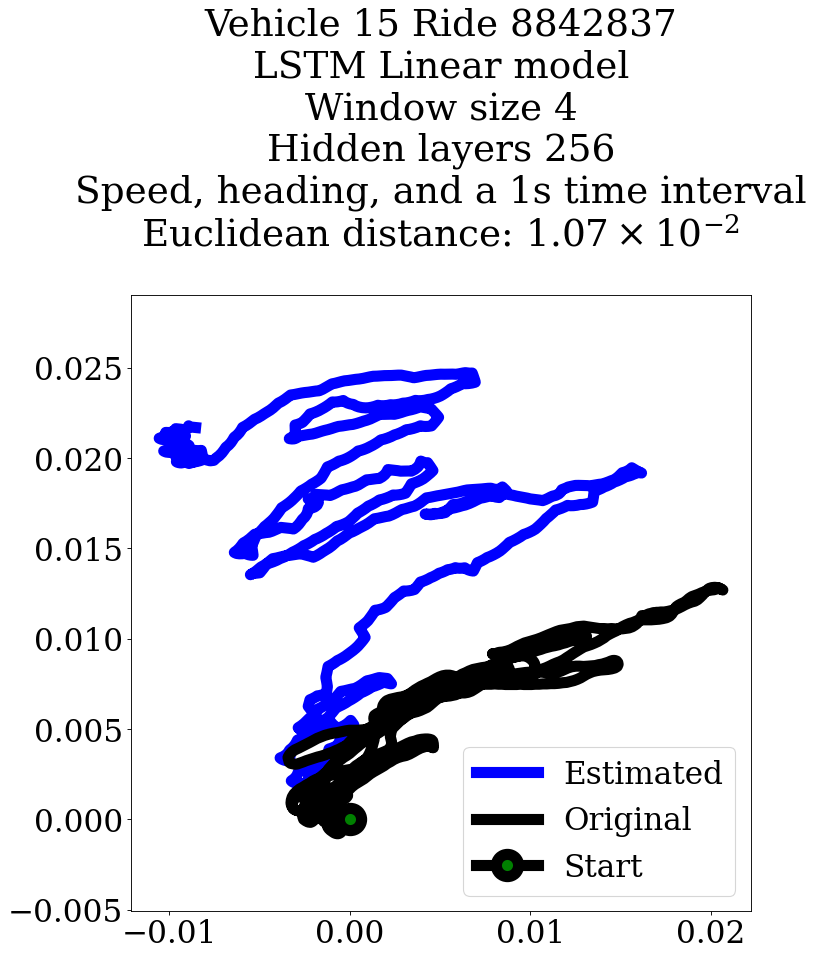 Vehicle 15 Ride 8842837
LSTM Linear model
Window size 4
Hidden layers 256
Speed, heading, and a 1s time interval
Euclidean distance: 1.07 × 10⁻²
0.025
0.020
0.015
0.010
0.005
0.000
−0.005
−0.01
0.00
0.01
0.02
Estimated
Original
Start